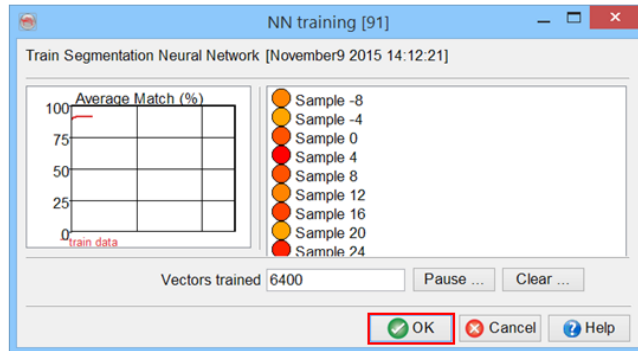 NN training [91]
Train Segmentation Neural Network [November9 2015 14:12:21]
Average Match (%)
100
75
50
25
0
train data
Sample -8
Sample -4
Sample 0
Sample 4
Sample 8
Sample 12
Sample 16
Sample 20
Sample 24
Vectors trained 6400 Pause ... Clear ...
OK Cancel Help